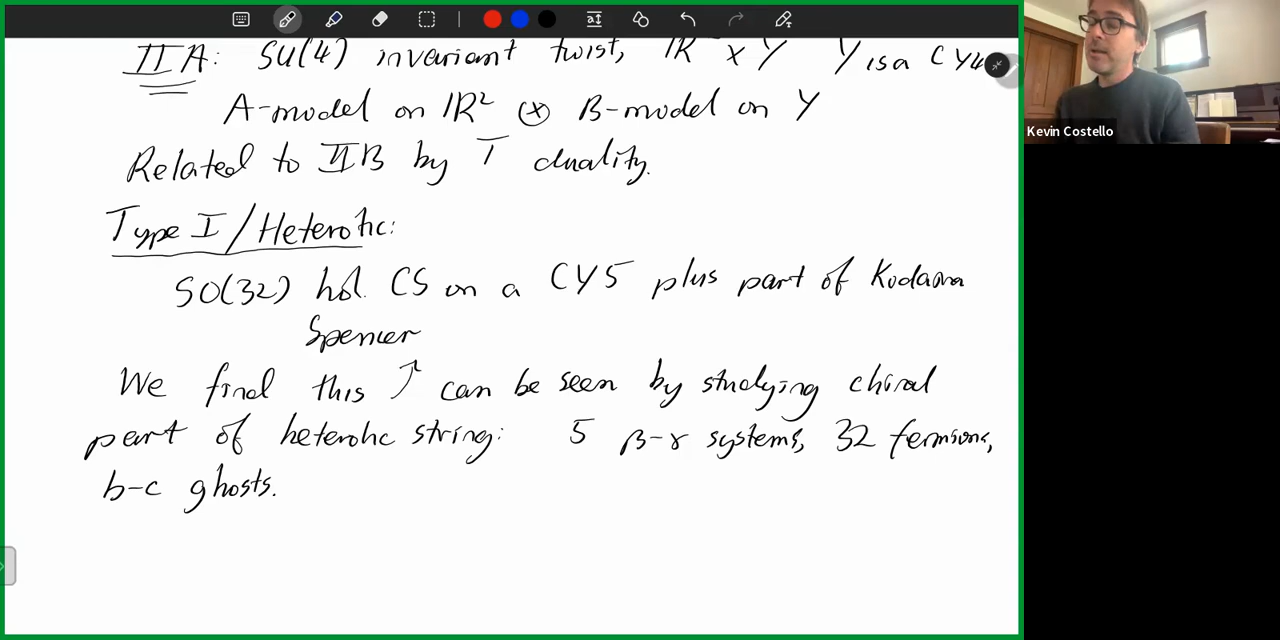 IIA: SU(4) invariant twist, IR² x Y Y is a CY4
A-model on IR² ⊗ B-model on Y
Related to IIB by T duality.
Type I/Heterotic:
SO(32) hol. CS on a CY5 plus part of Kodaira
Spencer
We find this ↗ can be seen by studying chiral
part of heterotic string: 5 β-γ systems, 32 fermions,
b-c ghosts.
Kevin Costello